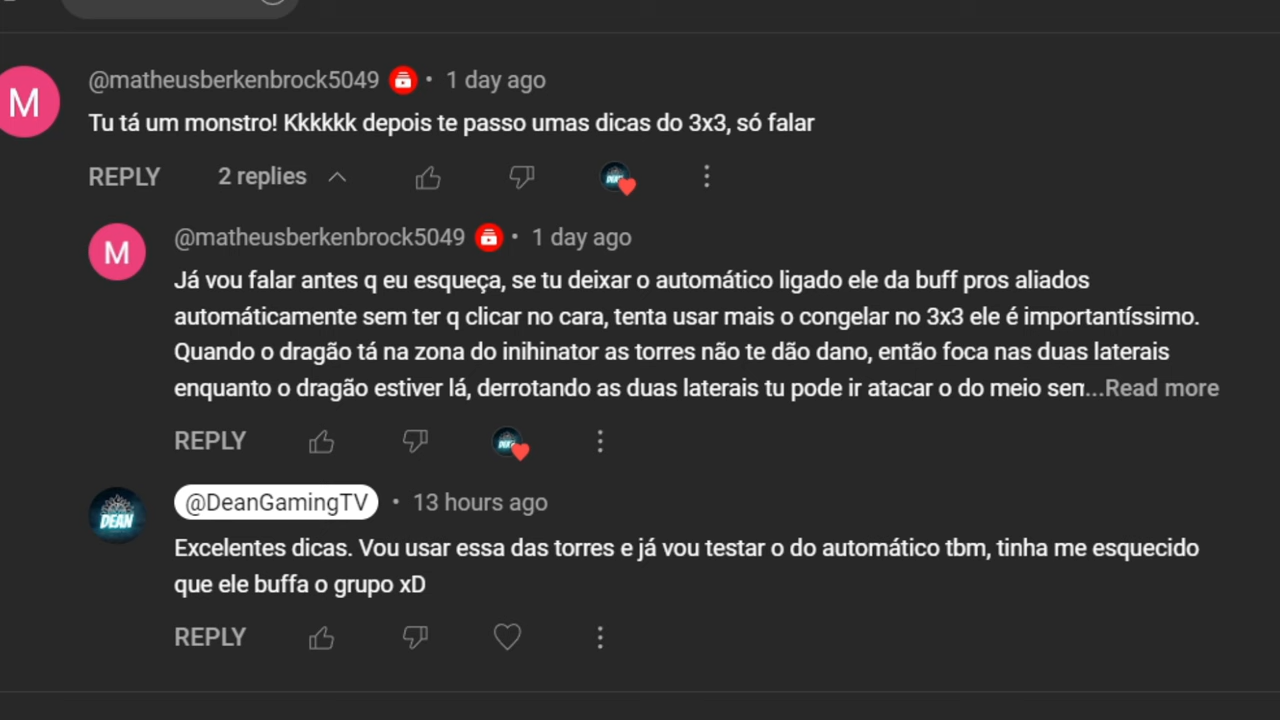 @matheusberkenbrock5049 • 1 day ago
M
Tu tá um monstro! Kkkkkk depois te passo umas dicas do 3x3, só falar
REPLY 2 replies
@matheusberkenbrock5049 • 1 day ago
M
Já vou falar antes q eu esqueça, se tu deixar o automático ligado ele da buff pros aliados
automáticamente sem ter q clicar no cara, tenta usar mais o congelar no 3x3 ele é importantíssimo.
Quando o dragão tá na zona do inihinator as torres não te dão dano, então foca nas duas laterais
enquanto o dragão estiver lá, derrotando as duas laterais tu pode ir atacar o do meio sem...Read more
REPLY
@DeanGamingTV • 13 hours ago
DEAN
Excelentes dicas. Vou usar essa das torres e já vou testar o do automático tbm, tinha me esquecido
que ele buffa o grupo xD
REPLY